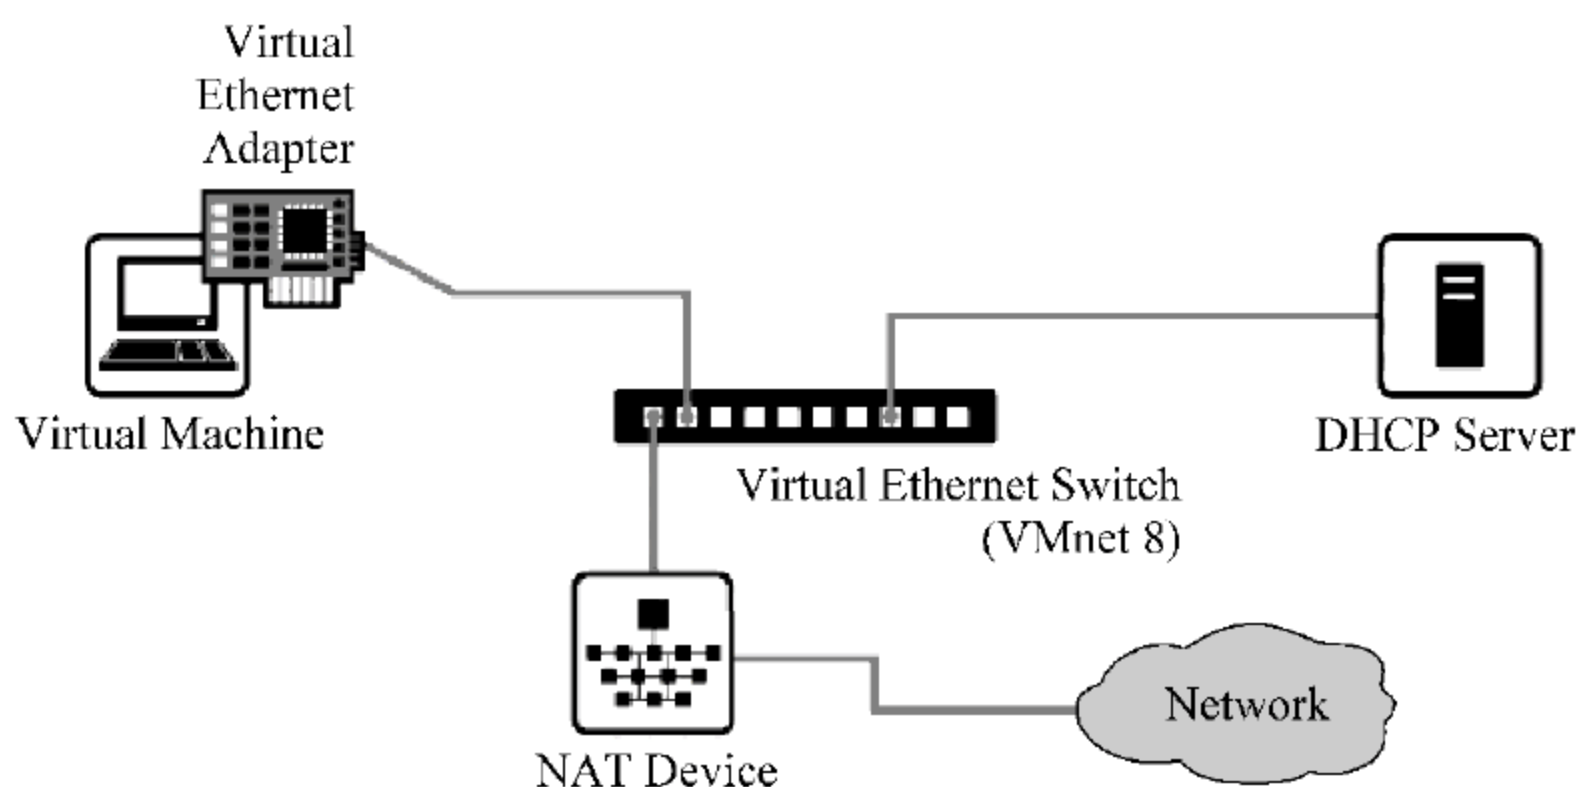 Virtual
Ethernet
Adapter
Virtual Machine
DHCP Server
Virtual Ethernet Switch
(VMnet 8)
Network
NAT Device